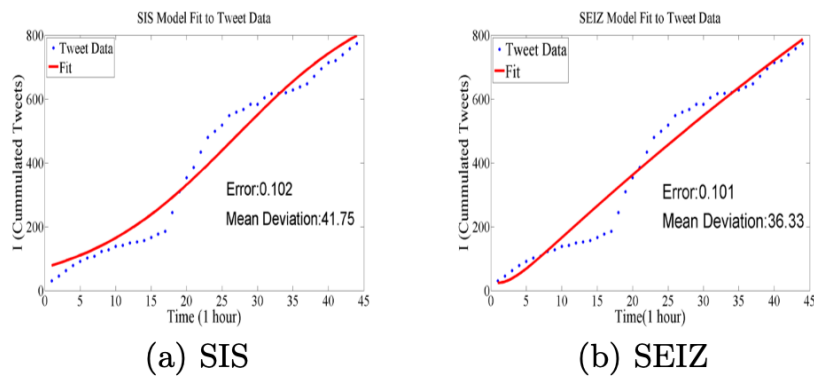 SIS Model Fit to Tweet Data
800
600
400
200
0
I (Cummulated Tweets)
Tweet Data
Fit
Error:0.102
Mean Deviation:41.75
0 5 10 15 20 25 30 35 40 45
Time (1 hour)
(a) SIS
SEIZ Model Fit to Tweet Data
800
600
400
200
0
I (Cummulated Tweets)
Tweet Data
Fit
Error:0.101
Mean Deviation:36.33
0 5 10 15 20 25 30 35 40 45
Time(1 hour)
(b) SEIZ